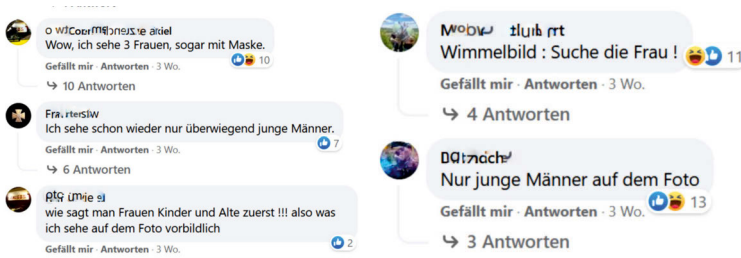 Wow, ich sehe 3 Frauen, sogar mit Maske.
10
Gefällt mir · Antworten · 3 Wo.
10 Antworten
Ich sehe schon wieder nur überwiegend junge Männer.
7
Gefällt mir · Antworten · 3 Wo.
6 Antworten
wie sagt man Frauen Kinder und Alte zuerst !!! also was
ich sehe auf dem Foto vorbildlich
2
Gefällt mir · Antworten · 3 Wo.
Wimmelbild : Suche die Frau !
11
Gefällt mir · Antworten · 3 Wo.
4 Antworten
Nur junge Männer auf dem Foto
13
Gefällt mir · Antworten · 3 Wo.
3 Antworten